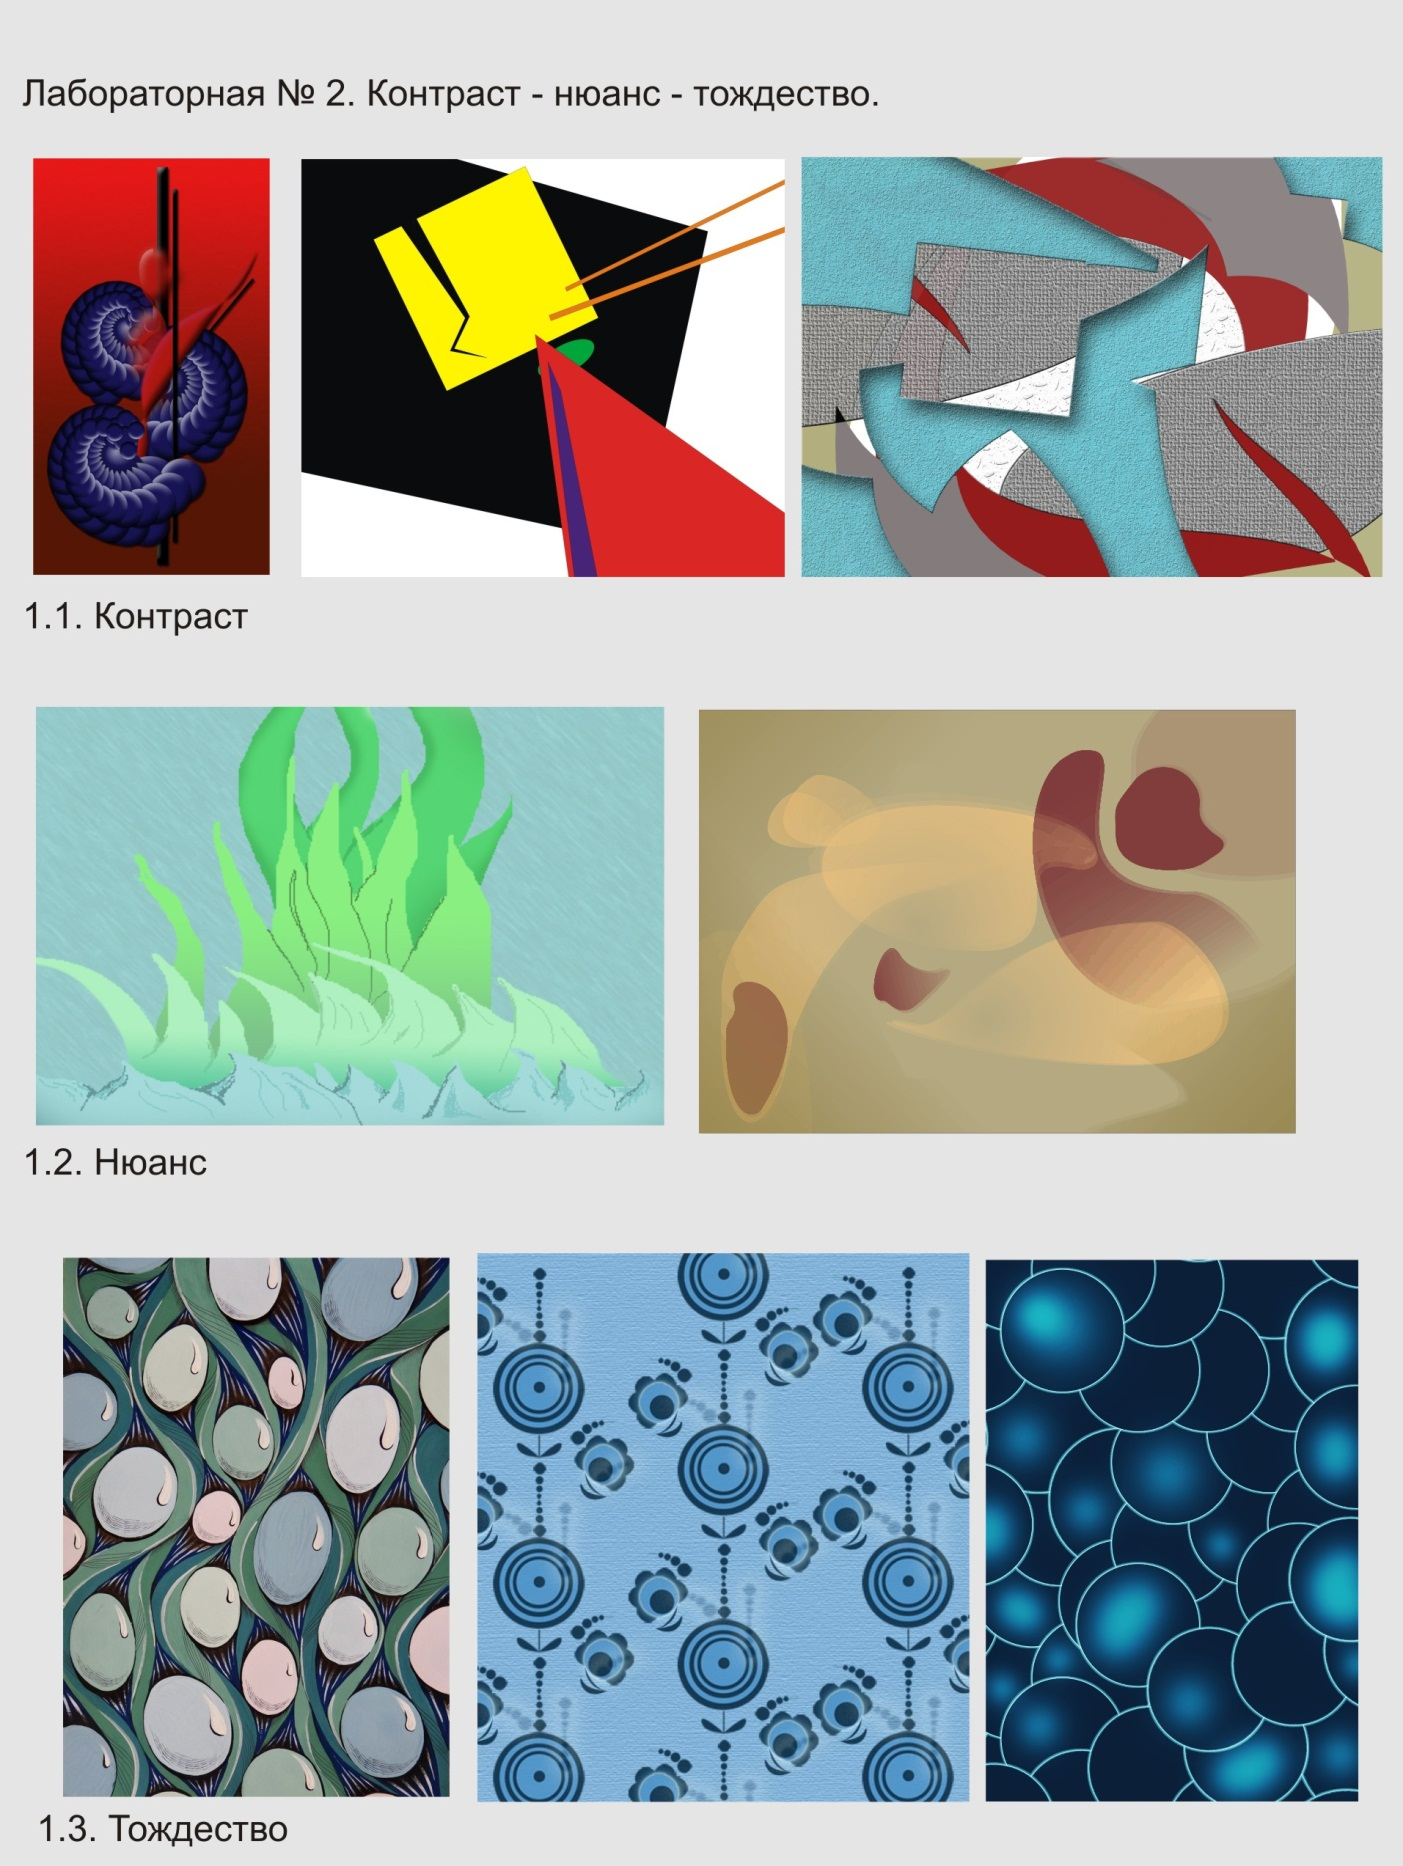 Лабораторная № 2. Контраст - нюанс - тождество.
1.1. Контраст
1.2. Нюанс
1.3. Тождество